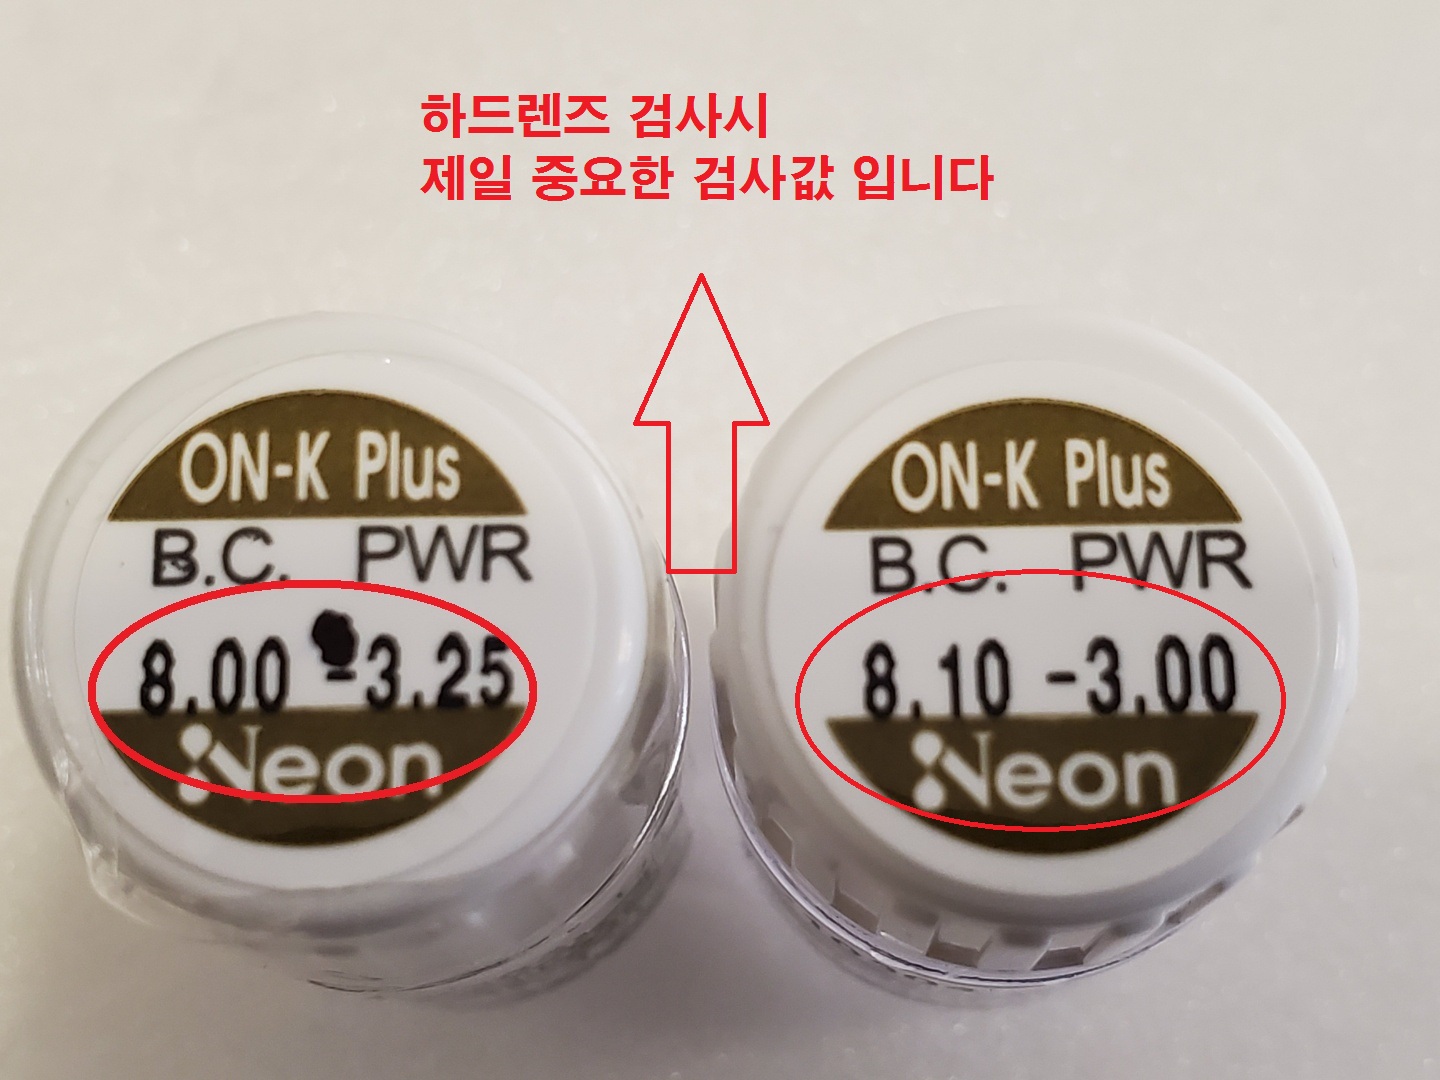 하드렌즈 검사시
제일 중요한 검사값 입니다
ON-K Plus
B.C. PWR
8.00 -3.25
Neon
ON-K Plus
B.C. PWR
8.10 -3.00
Neon